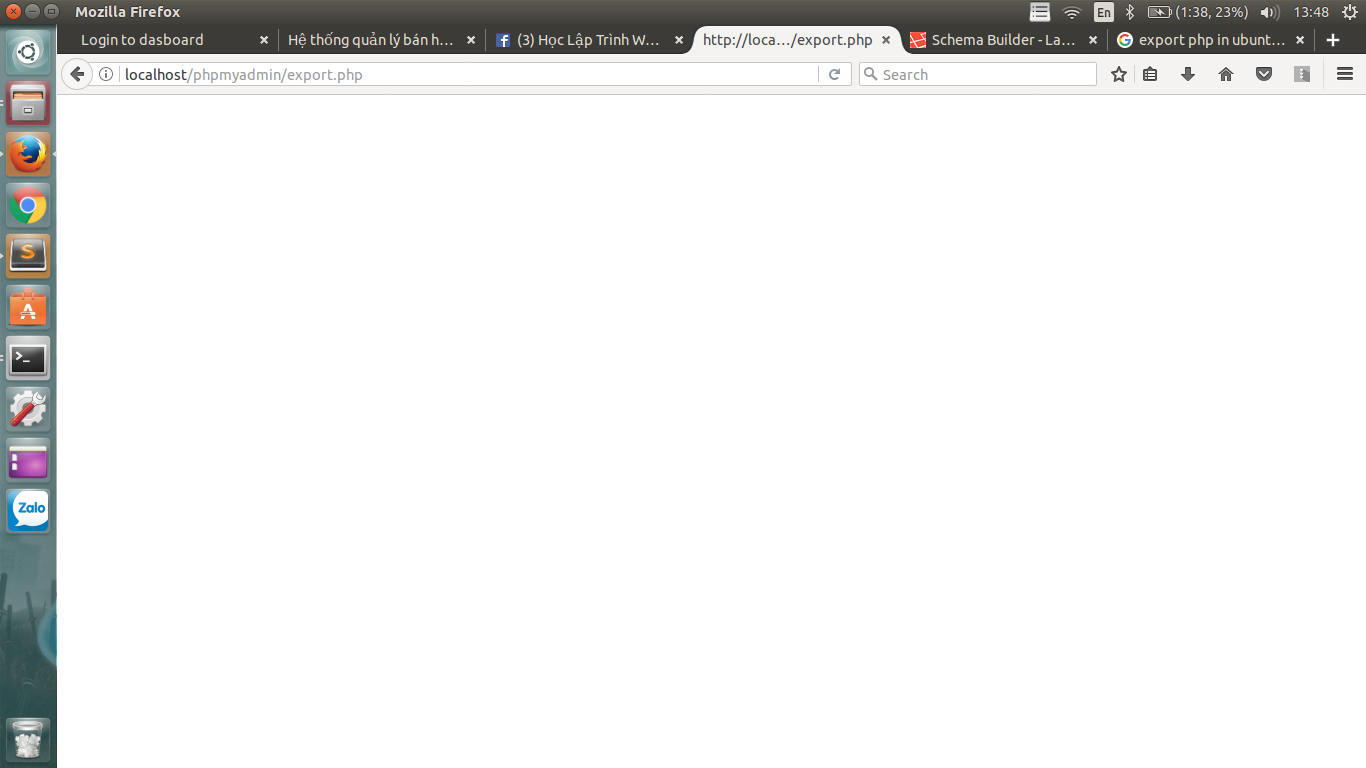 Mozilla Firefox
En
(1:38, 23%)
13:48
Login to dasboard
Hệ thống quản lý bán h...
(3) Học Lập Trình W...
http://loca.../export.php
Schema Builder - La...
export php in ubunt...
localhost/phpmyadmin/export.php
Search
S
A
>_
Zalo